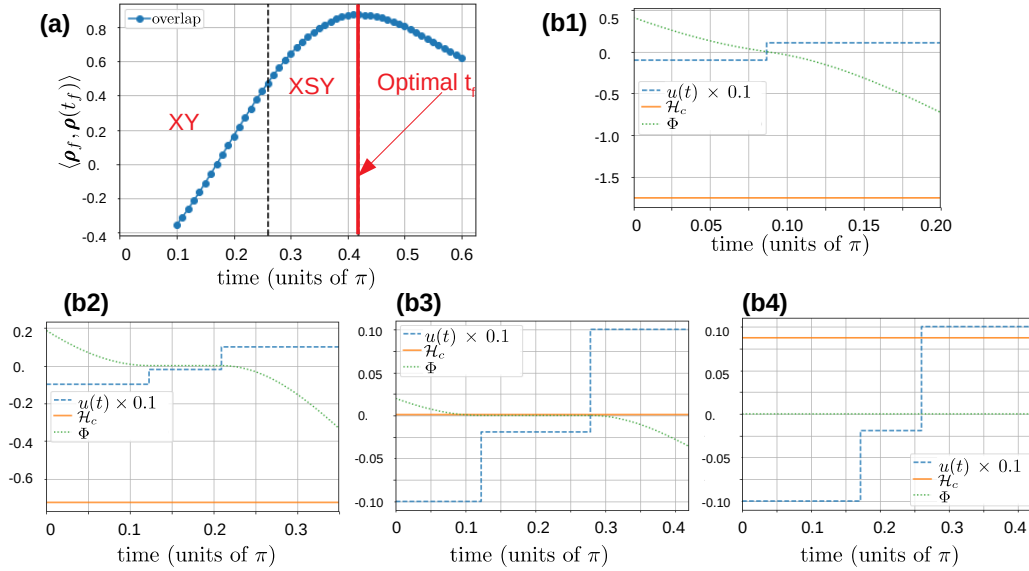 (a)
overlap
XY
XSY
Optimal t_f
⟨ρ_f, ρ(t_f)⟩
0.8
0.6
0.4
0.2
0.
-0.2
-0.4
0 0.1 0.2 0.3 0.4 0.5 0.6
time (units of π)
(b1)
0.5
0.
-0.5
-1.0
-1.5
u(t) × 0.1
ℋ_c
Φ
0 0.05 0.10 0.15 0.20
time (units of π)
(b2)
0.2
0.
-0.2
-0.4
-0.6
u(t) × 0.1
ℋ_c
Φ
0 0.1 0.2 0.3
time (units of π)
(b3)
0.10
0.05
0.
-0.05
-0.10
u(t) × 0.1
ℋ_c
Φ
0 0.1 0.2 0.3 0.4
time (units of π)
(b4)
0.10
0.05
0.
-0.05
-0.10
u(t) × 0.1
ℋ_c
Φ
0 0.1 0.2 0.3 0.4
time (units of π)